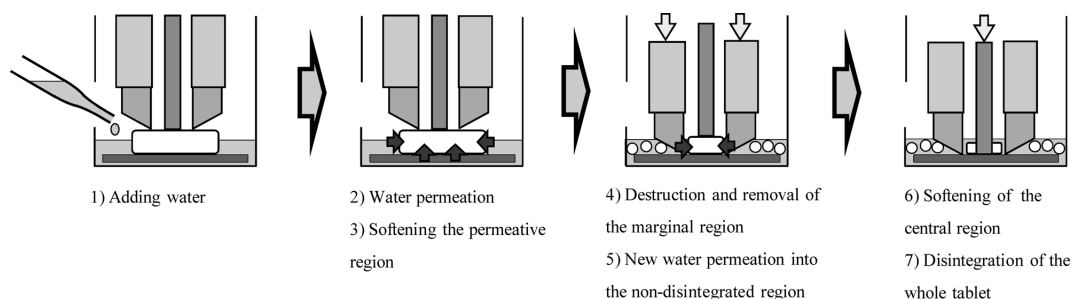 1) Adding water
2) Water permeation
3) Softening the permeative
region
4) Destruction and removal of
the marginal region
5) New water permeation into
the non-disintegrated region
6) Softening of the
central region
7) Disintegration of the
whole tablet